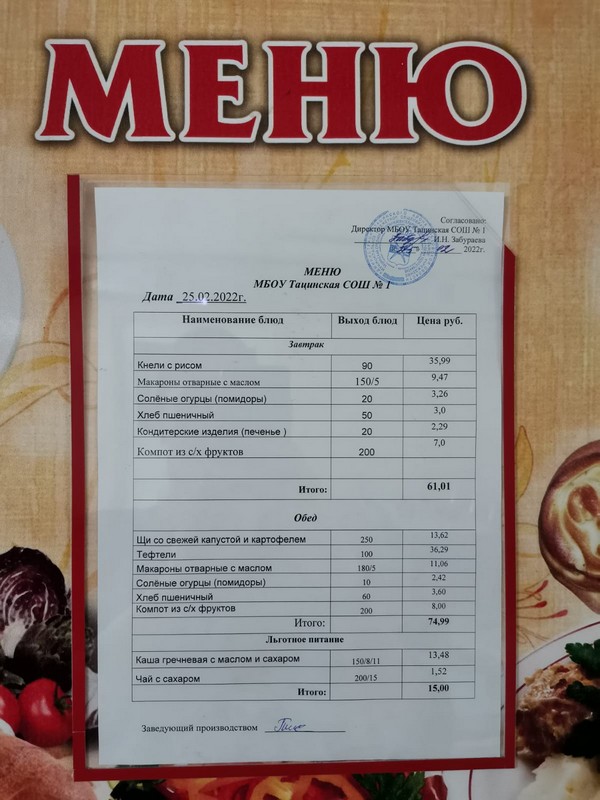 МЕНЮ
Согласовано:
Директор МБОУ Тацинская СОШ № 1
И.Н. Забураева
02 2022г.
МЕНЮ
МБОУ Тацинская СОШ № 1
Дата 25.02.2022г.
Наименование блюд Выход блюд Цена руб.
Завтрак
Кнели с рисом 90 35,99
Макароны отварные с маслом 150/5 9,47
Солёные огурцы (помидоры) 20 3,26
Хлеб пшеничный 50 3,0
Кондитерские изделия (печенье ) 20 2,29
Компот из с/х фруктов 200 7,0
Итого: 61,01
Обед
Щи со свежей капустой и картофелем 250 13,62
Тефтели 100 36,29
Макароны отварные с маслом 180/5 11,06
Солёные огурцы (помидоры) 10 2,42
Хлеб пшеничный 60 3,60
Компот из с/х фруктов 200 8,00
Итого: 74,99
Льготное питание
Каша гречневая с маслом и сахаром 150/8/11 13,48
Чай с сахаром 200/15 1,52
Итого: 15,00
Заведующий производством